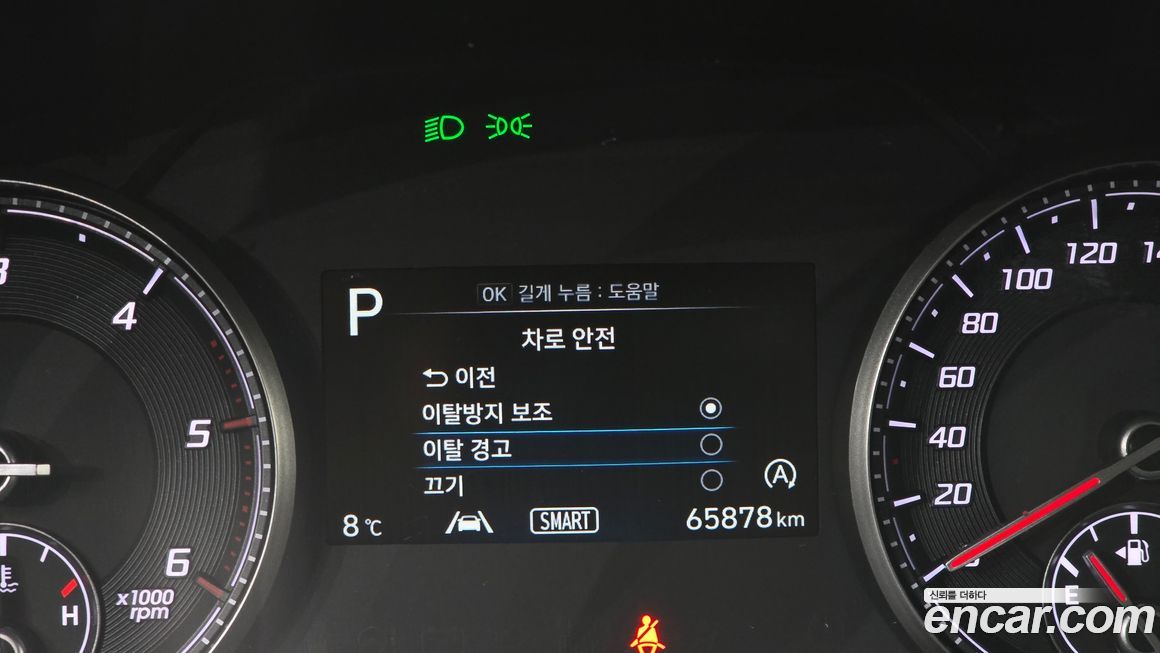 P
OK 길게 누름 : 도움말
차로 안전
이전
이탈방지 보조
이탈 경고
끄기
A
8 ℃
SMART
65878 km
3
4
5
6
x1000
rpm
H
120
100
80
60
40
20
E
신뢰를 더하다
encar.com